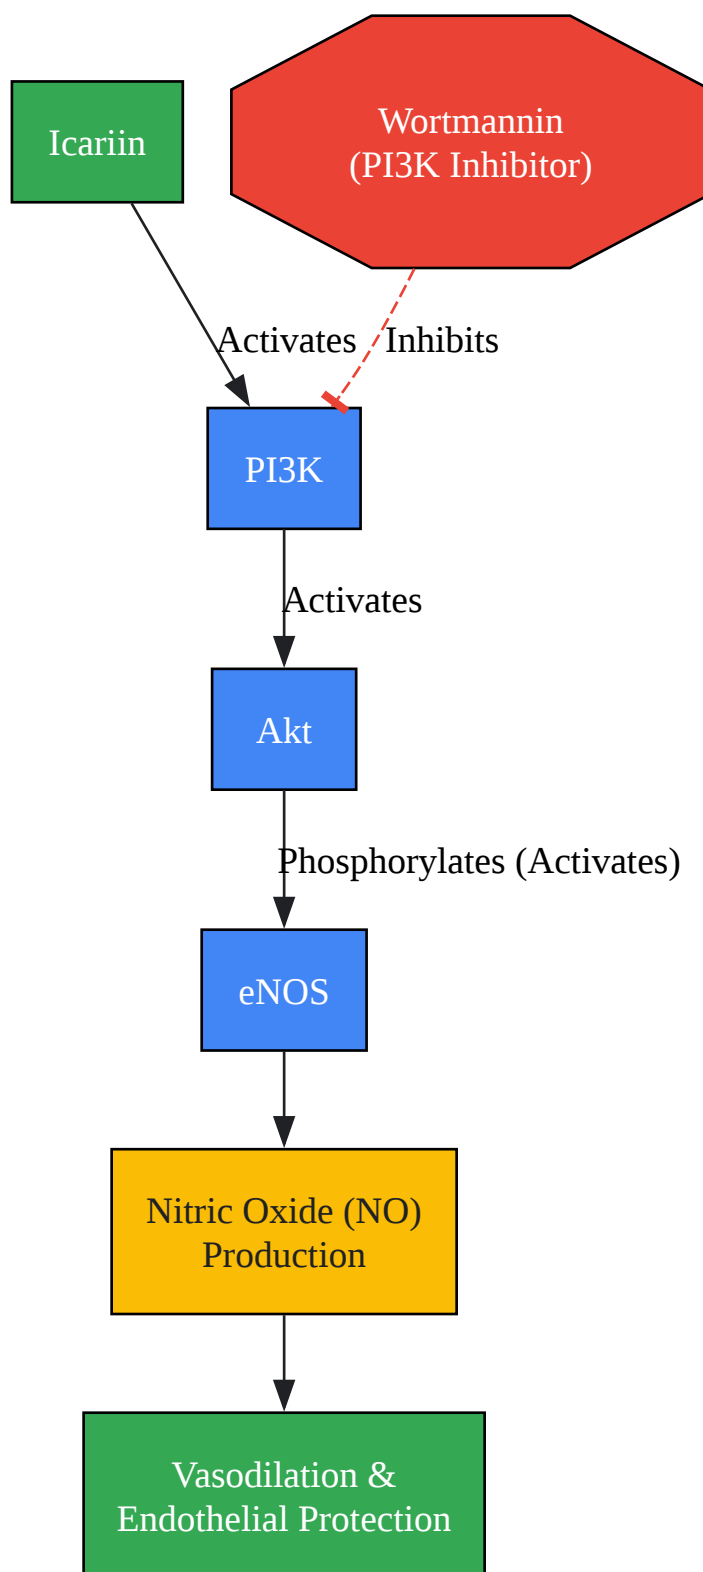 Icariin
Wortmannin
(PI3K Inhibitor)
Activates
Inhibits
PI3K
Activates
Akt
Phosphorylates (Activates)
eNOS
Nitric Oxide (NO)
Production
Vasodilation &
Endothelial Protection